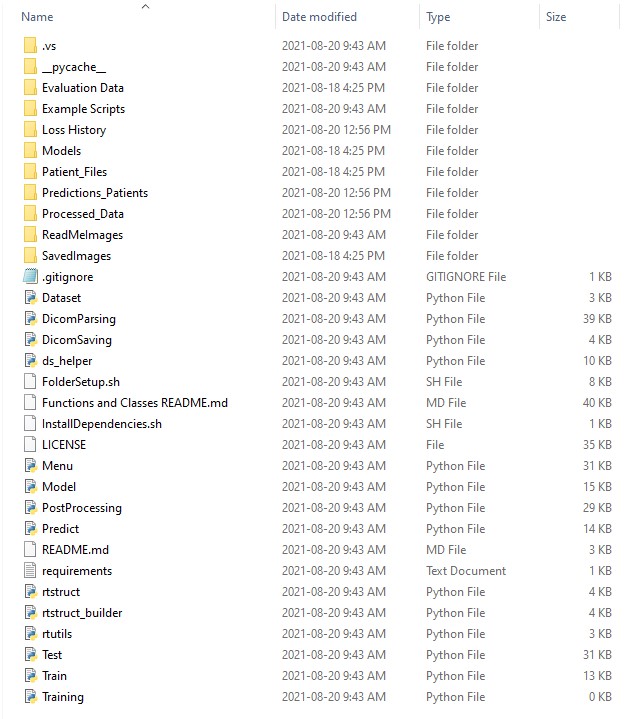 Name Date modified Type Size
.vs 2021-08-20 9:43 AM File folder
__pycache__ 2021-08-20 9:43 AM File folder
Evaluation Data 2021-08-18 4:25 PM File folder
Example Scripts 2021-08-20 9:43 AM File folder
Loss History 2021-08-20 12:56 PM File folder
Models 2021-08-18 4:25 PM File folder
Patient_Files 2021-08-18 4:25 PM File folder
Predictions_Patients 2021-08-20 12:56 PM File folder
Processed_Data 2021-08-20 12:56 PM File folder
ReadMeImages 2021-08-20 9:43 AM File folder
SavedImages 2021-08-18 4:25 PM File folder
.gitignore 2021-08-20 9:43 AM GITIGNORE File 1 KB
Dataset 2021-08-20 9:43 AM Python File 3 KB
DicomParsing 2021-08-20 9:43 AM Python File 39 KB
DicomSaving 2021-08-20 9:43 AM Python File 4 KB
ds_helper 2021-08-20 9:43 AM Python File 10 KB
FolderSetup.sh 2021-08-20 9:43 AM SH File 8 KB
Functions and Classes README.md 2021-08-20 9:43 AM MD File 40 KB
InstallDependencies.sh 2021-08-20 9:43 AM SH File 1 KB
LICENSE 2021-08-20 9:43 AM File 35 KB
Menu 2021-08-20 9:43 AM Python File 31 KB
Model 2021-08-20 9:43 AM Python File 15 KB
PostProcessing 2021-08-20 9:43 AM Python File 29 KB
Predict 2021-08-20 9:43 AM Python File 14 KB
README.md 2021-08-20 9:43 AM MD File 3 KB
requirements 2021-08-20 9:43 AM Text Document 1 KB
rtstruct 2021-08-20 9:43 AM Python File 4 KB
rtstruct_builder 2021-08-20 9:43 AM Python File 4 KB
rtutils 2021-08-20 9:43 AM Python File 3 KB
Test 2021-08-20 9:43 AM Python File 31 KB
Train 2021-08-20 9:43 AM Python File 13 KB
Training 2021-08-20 9:43 AM Python File 0 KB